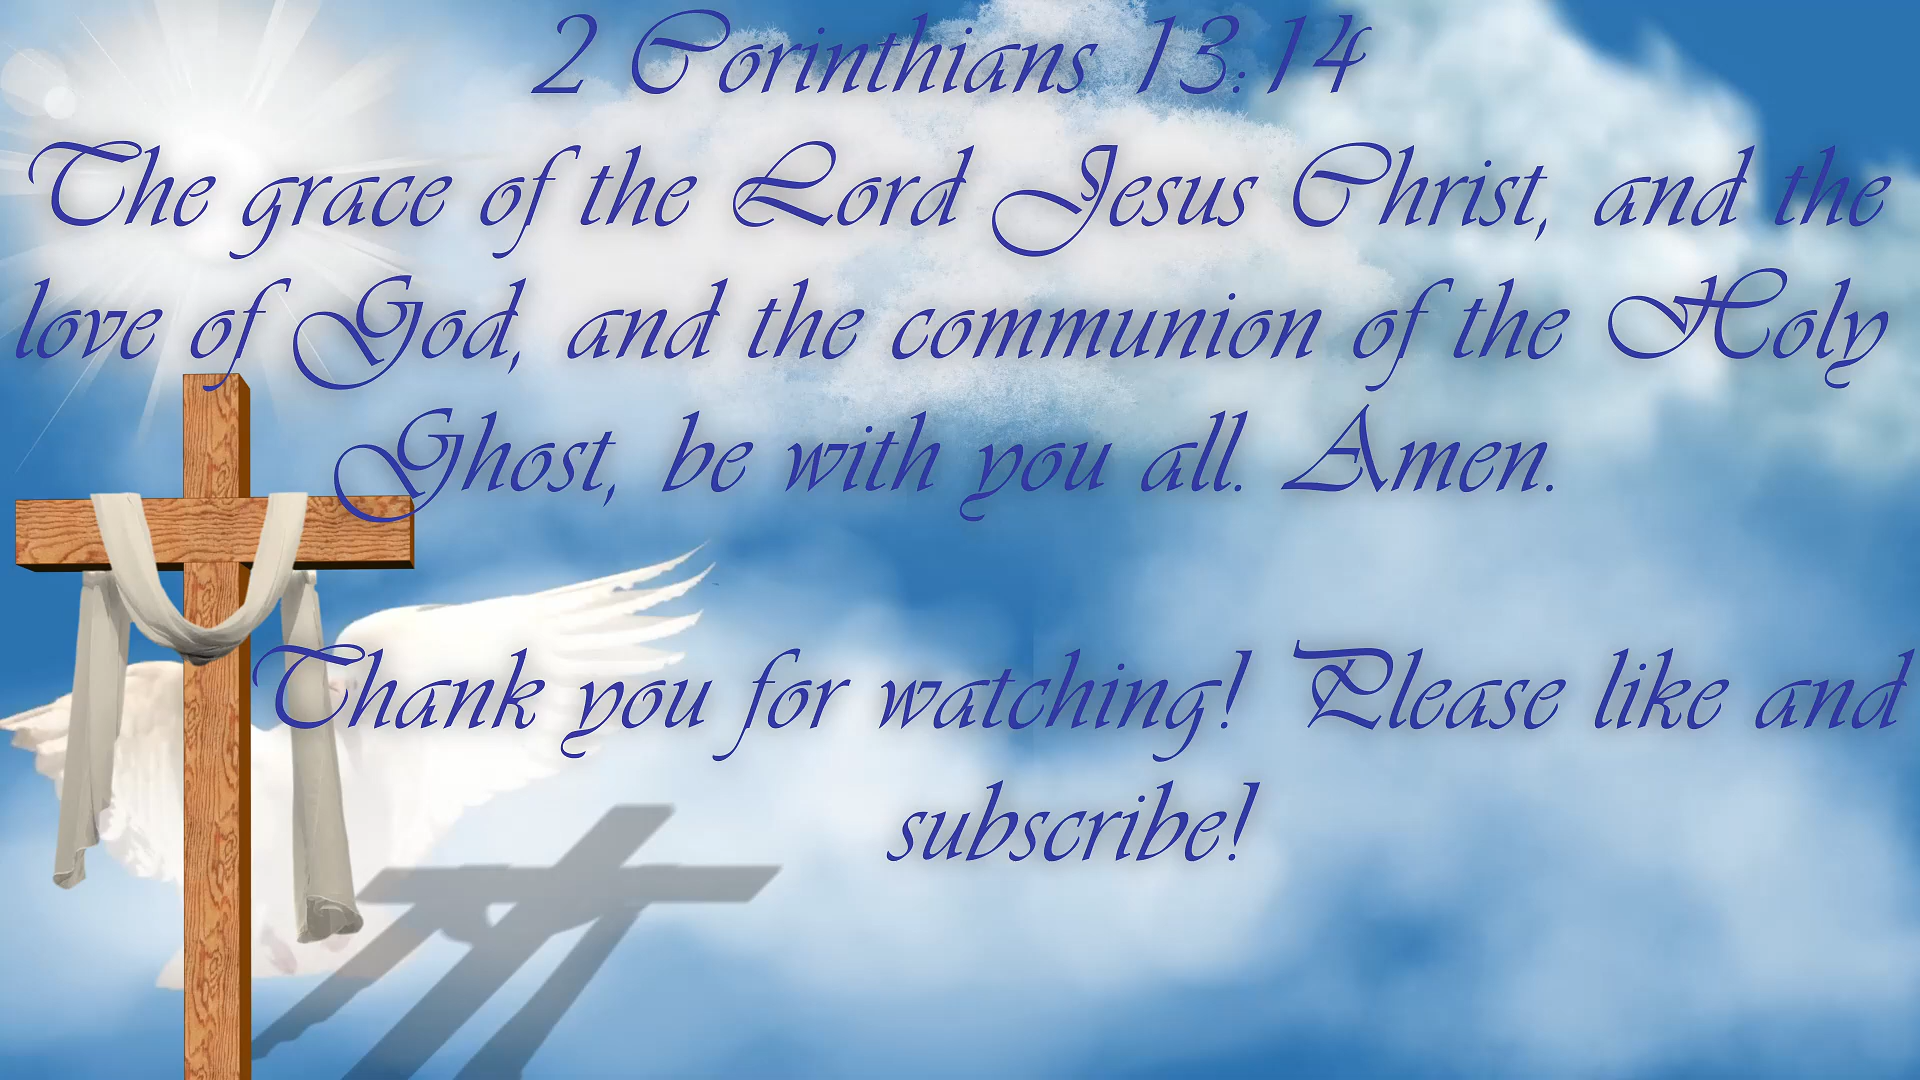 2 Corinthians 13:14
The grace of the Lord Jesus Christ, and the
love of God, and the communion of the Holy
Ghost, be with you all. Amen.
Thank you for watching! Please like and
subscribe!